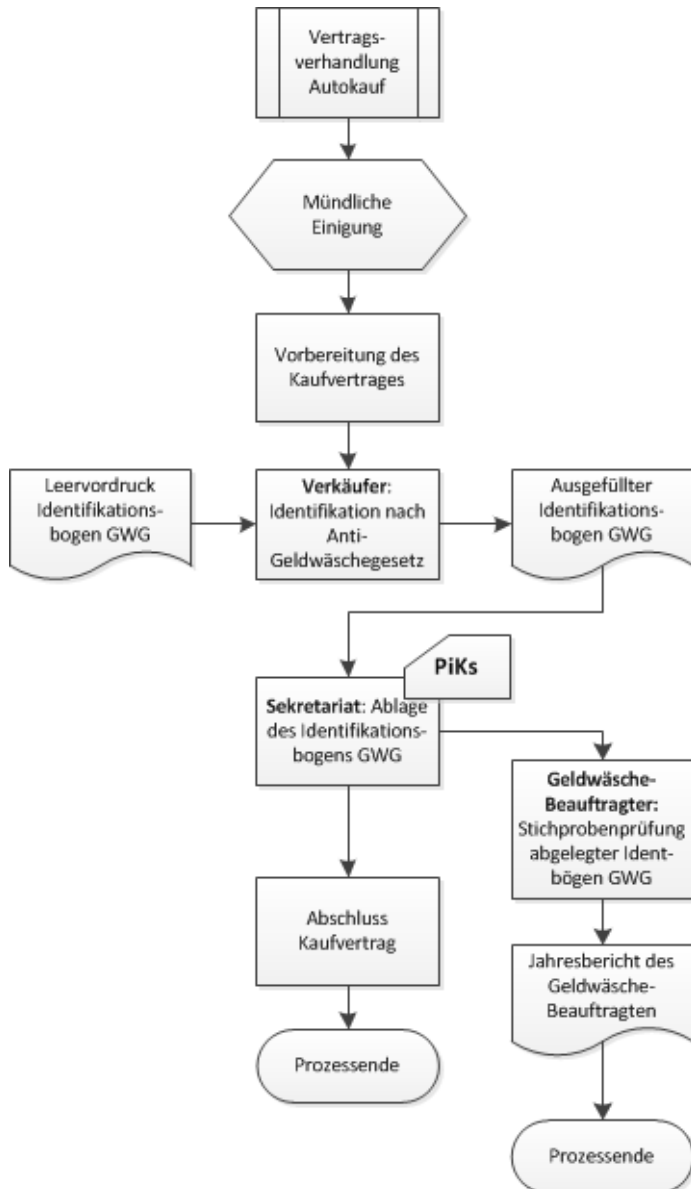 Vertrags-
verhandlung
Autokauf
Mündliche
Einigung
Vorbereitung des
Kaufvertrages
Leervordruck
Identifikations-
bogen GWG
Verkäufer:
Identifikation nach
Anti-
Geldwäschegesetz
Ausgefüllter
Identifikations-
bogen GWG
PiKs
Sekretariat: Ablage
des Identifikations-
bogens GWG
Geldwäsche-
Beauftragter:
Stichprobenprüfung
abgelegter Ident-
bögen GWG
Abschluss
Kaufvertrag
Jahresbericht des
Geldwäsche-
Beauftragten
Prozessende
Prozessende